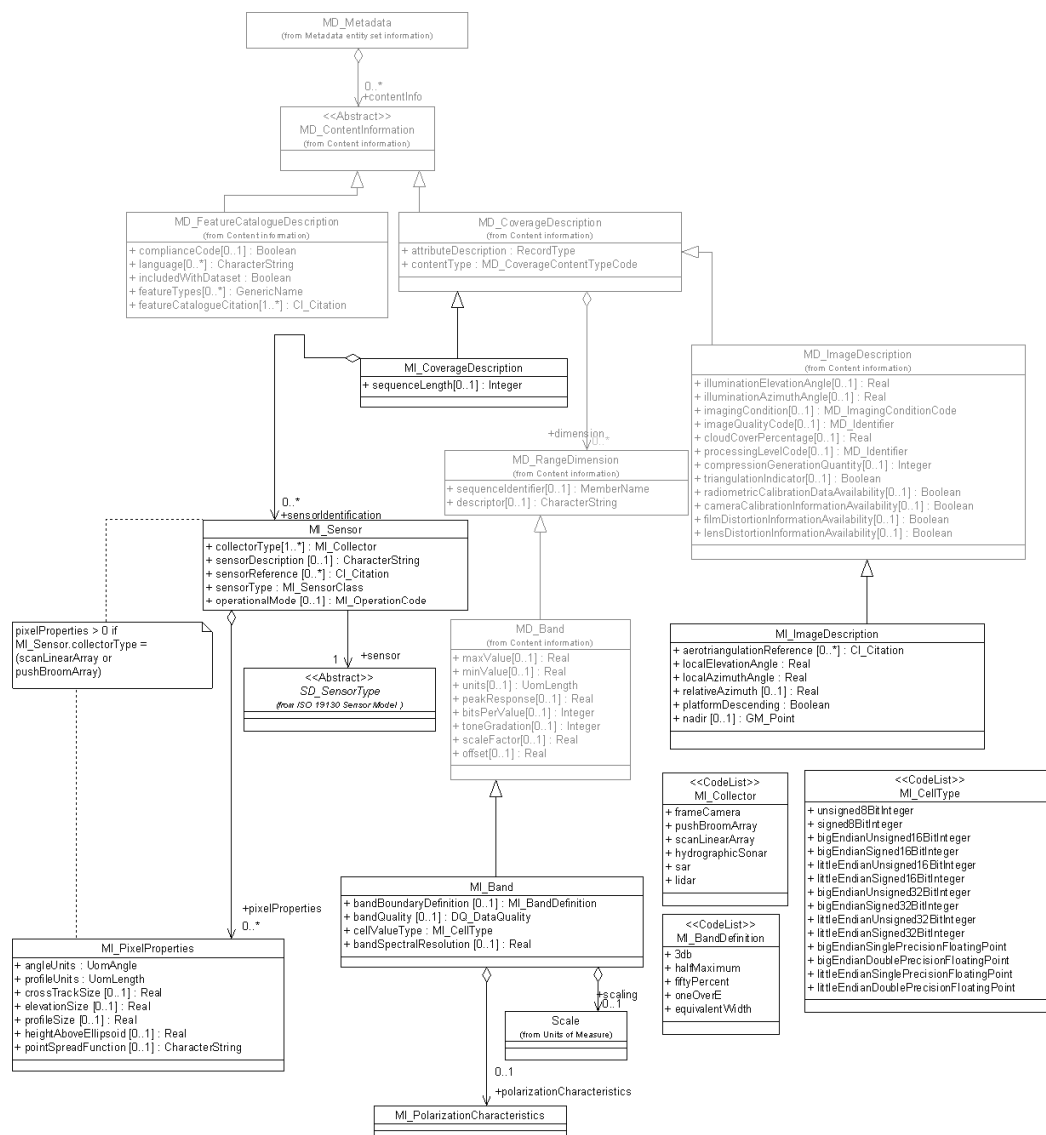 MD_Metadata
(from Metadata entity set information)
0..*
+contentInfo
<<Abstract>>
MD_ContentInformation
(from Content information)
MD_FeatureCatalogueDescription
(from Content information)
+ complianceCode[0..1] : Boolean
+ language[0..*] : CharacterString
+ includedWithDataset : Boolean
+ featureTypes[0..*] : GenericName
+ featureCatalogueCitation[1..*] : CI_Citation
MD_CoverageDescription
(from Content information)
+ attributeDescription : RecordType
+ contentType : MD_CoverageContentTypeCode
MI_CoverageDescription
+ sequenceLength[0..1] : Integer
MD_ImageDescription
(from Content information)
+ illuminationElevationAngle[0..1] : Real
+ illuminationAzimuthAngle[0..1] : Real
+ imagingCondition[0..1] : MD_ImagingConditionCode
+ imageQualityCode[0..1] : MD_Identifier
+ cloudCoverPercentage[0..1] : Real
+ processingLevelCode[0..1] : MD_Identifier
+ compressionGenerationQuantity[0..1] : Integer
+ triangulationIndicator[0..1] : Boolean
+ radiometricCalibrationDataAvailability[0..1] : Boolean
+ cameraCalibrationInformationAvailability[0..1] : Boolean
+ filmDistortionInformationAvailability[0..1] : Boolean
+ lensDistortionInformationAvailability[0..1] : Boolean
+dimension
0..*
MD_RangeDimension
(from Content information)
+ sequenceIdentifier[0..1] : MemberName
+ descriptor[0..1] : CharacterString
0..*
+sensorIdentification
MI_Sensor
+ collectorType[1..*] : MI_Collector
+ sensorDescription [0..1] : CharacterString
+ sensorReference [0..*] : CI_Citation
+ sensorType : MI_SensorClass
+ operationalMode [0..1] : MI_OperationCode
pixelProperties > 0 if
MI_Sensor.collectorType =
(scanLinearArray or
pushBroomArray)
1
+sensor
<<Abstract>>
SD_SensorType
(from ISO 19130 Sensor Model )
MD_Band
(from Content information)
+ maxValue[0..1] : Real
+ minValue[0..1] : Real
+ units[0..1] : UomLength
+ peakResponse[0..1] : Real
+ bitsPerValue[0..1] : Integer
+ toneGradation[0..1] : Integer
+ scaleFactor[0..1] : Real
+ offset[0..1] : Real
MI_ImageDescription
+ aerotriangulationReference [0..*] : CI_Citation
+ localElevationAngle : Real
+ localAzimuthAngle : Real
+ relativeAzimuth [0..1] : Real
+ platformDescending : Boolean
+ nadir [0..1] : GM_Point
<<CodeList>>
MI_Collector
+ frameCamera
+ pushBroomArray
+ scanLinearArray
+ hydrographicSonar
+ sar
+ lidar
<<CodeList>>
MI_CellType
+ unsigned8BitInteger
+ signed8BitInteger
+ bigEndianUnsigned16BitInteger
+ bigEndianSigned16BitInteger
+ littleEndianUnsigned16BitInteger
+ littleEndianSigned16BitInteger
+ bigEndianUnsigned32BitInteger
+ bigEndianSigned32BitInteger
+ littleEndianUnsigned32BitInteger
+ littleEndianSigned32BitInteger
+ bigEndianSinglePrecisionFloatingPoint
+ bigEndianDoublePrecisionFloatingPoint
+ littleEndianSinglePrecisionFloatingPoint
+ littleEndianDoublePrecisionFloatingPoint
MI_Band
+ bandBoundaryDefinition [0..1] : MI_BandDefinition
+ bandQuality [0..1] : DQ_DataQuality
+ cellValueType : MI_CellType
+ bandSpectralResolution [0..1] : Real
<<CodeList>>
MI_BandDefinition
+ 3db
+ halfMaximum
+ fiftyPercent
+ oneOverE
+ equivalentWidth
+pixelProperties
0..*
MI_PixelProperties
+ angleUnits : UomAngle
+ profileUnits : UomLength
+ crossTrackSize [0..1] : Real
+ elevationSize [0..1] : Real
+ profileSize [0..1] : Real
+ heightAboveEllipsoid [0..1] : Real
+ pointSpreadFunction [0..1] : CharacterString
+scaling
0..1
Scale
(from Units of Measure)
0..1
+polarizationCharacteristics
MI_PolarizationCharacteristics